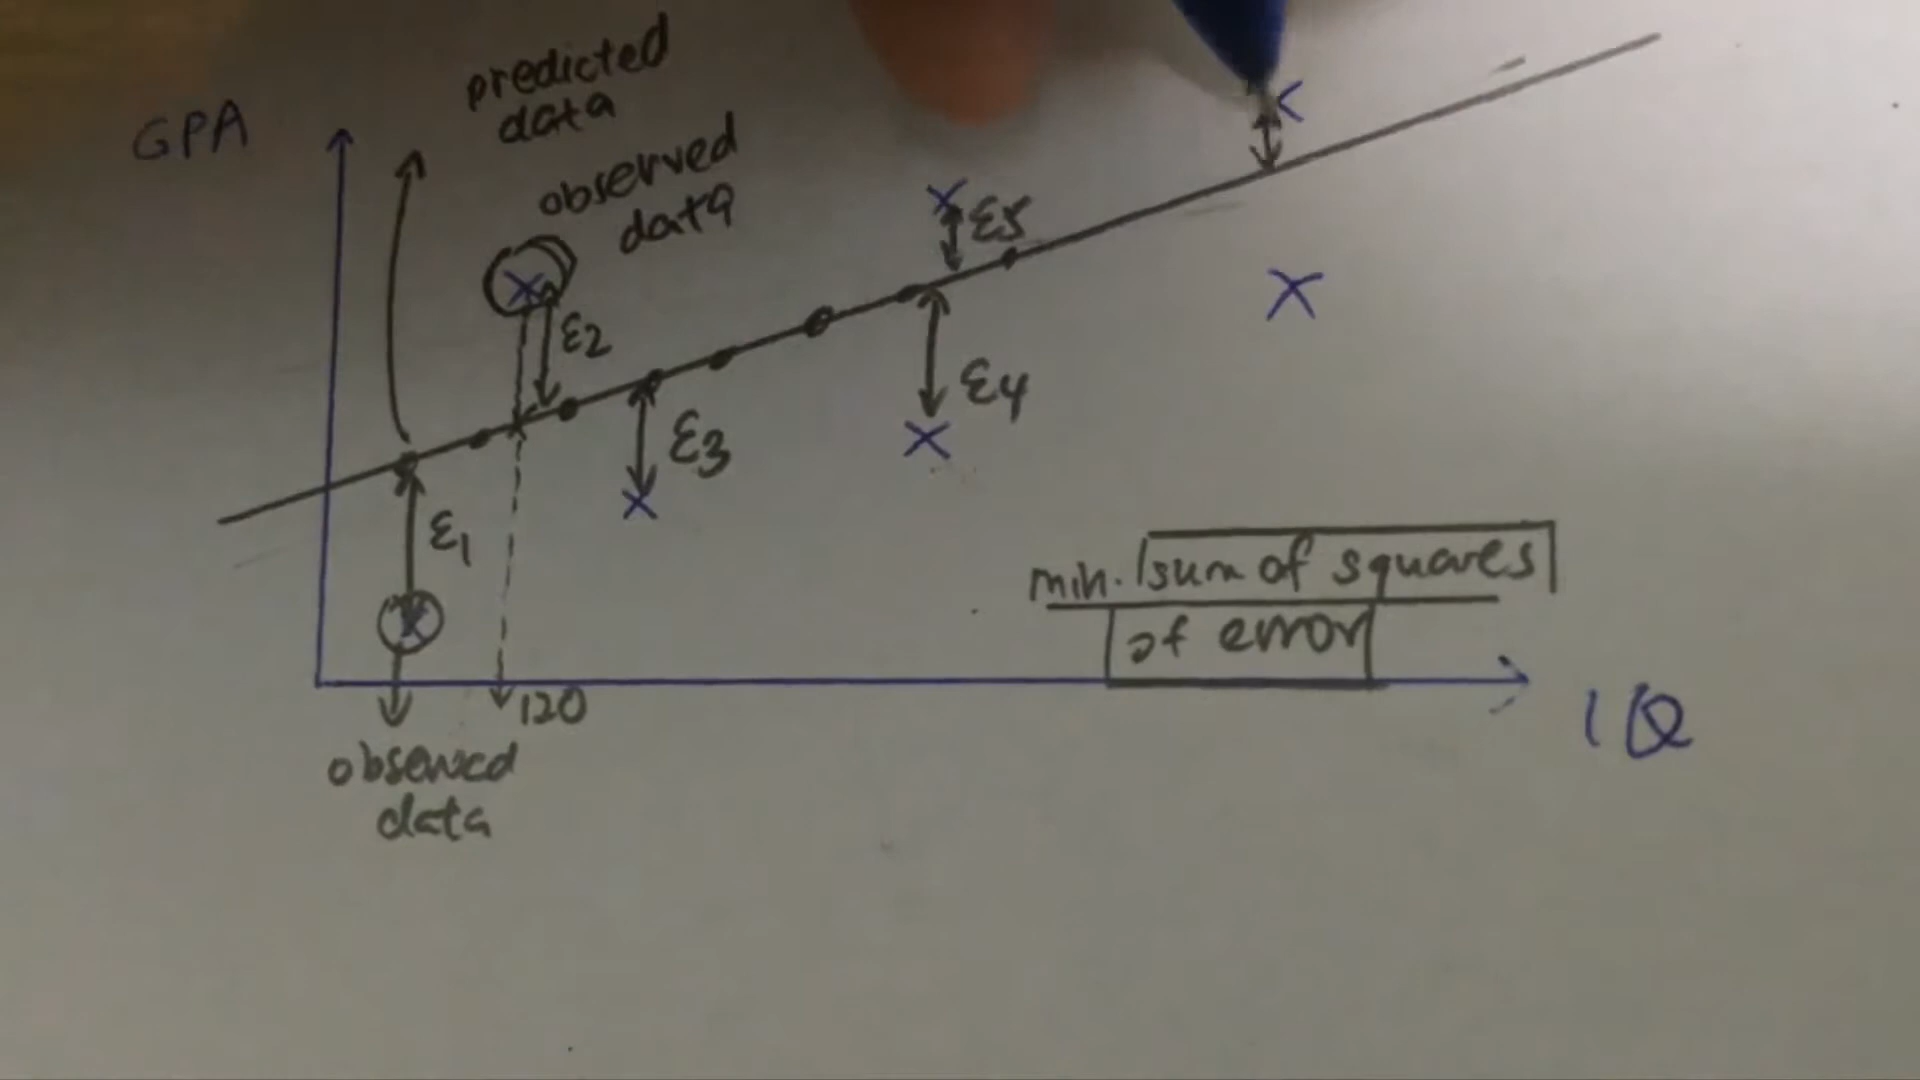 predicted
data
GPA
observed
data
ε5
ε2
ε4
ε3
ε1
min. sum of squares
of error
120
IQ
observed
data